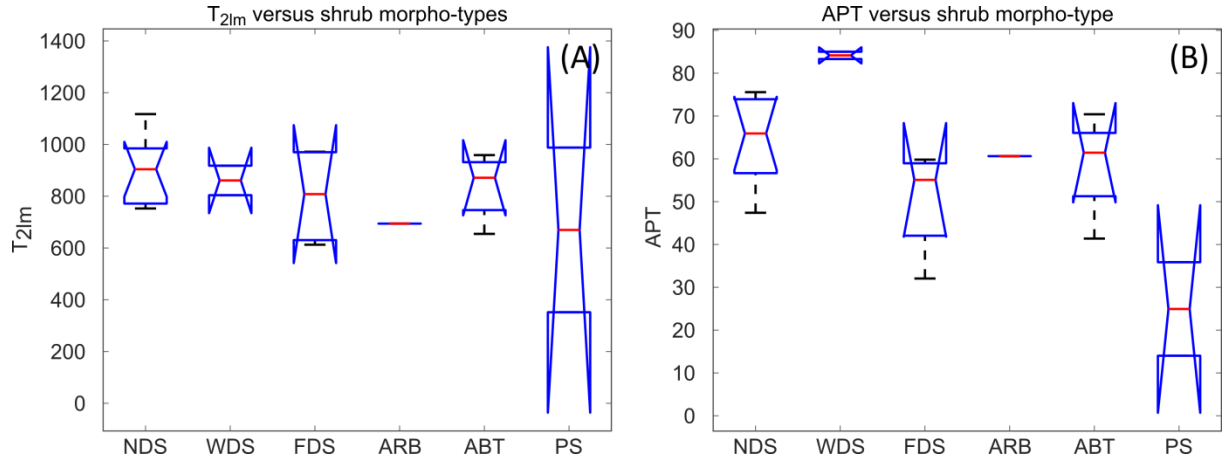 T2lm versus shrub morpho-types
(A)
1400
1200
1000
800
600
400
200
0
T2lm
NDS WDS FDS ARB ABT PS
APT versus shrub morpho-type
(B)
90
80
70
60
50
40
30
20
10
0
APT
NDS WDS FDS ARB ABT PS